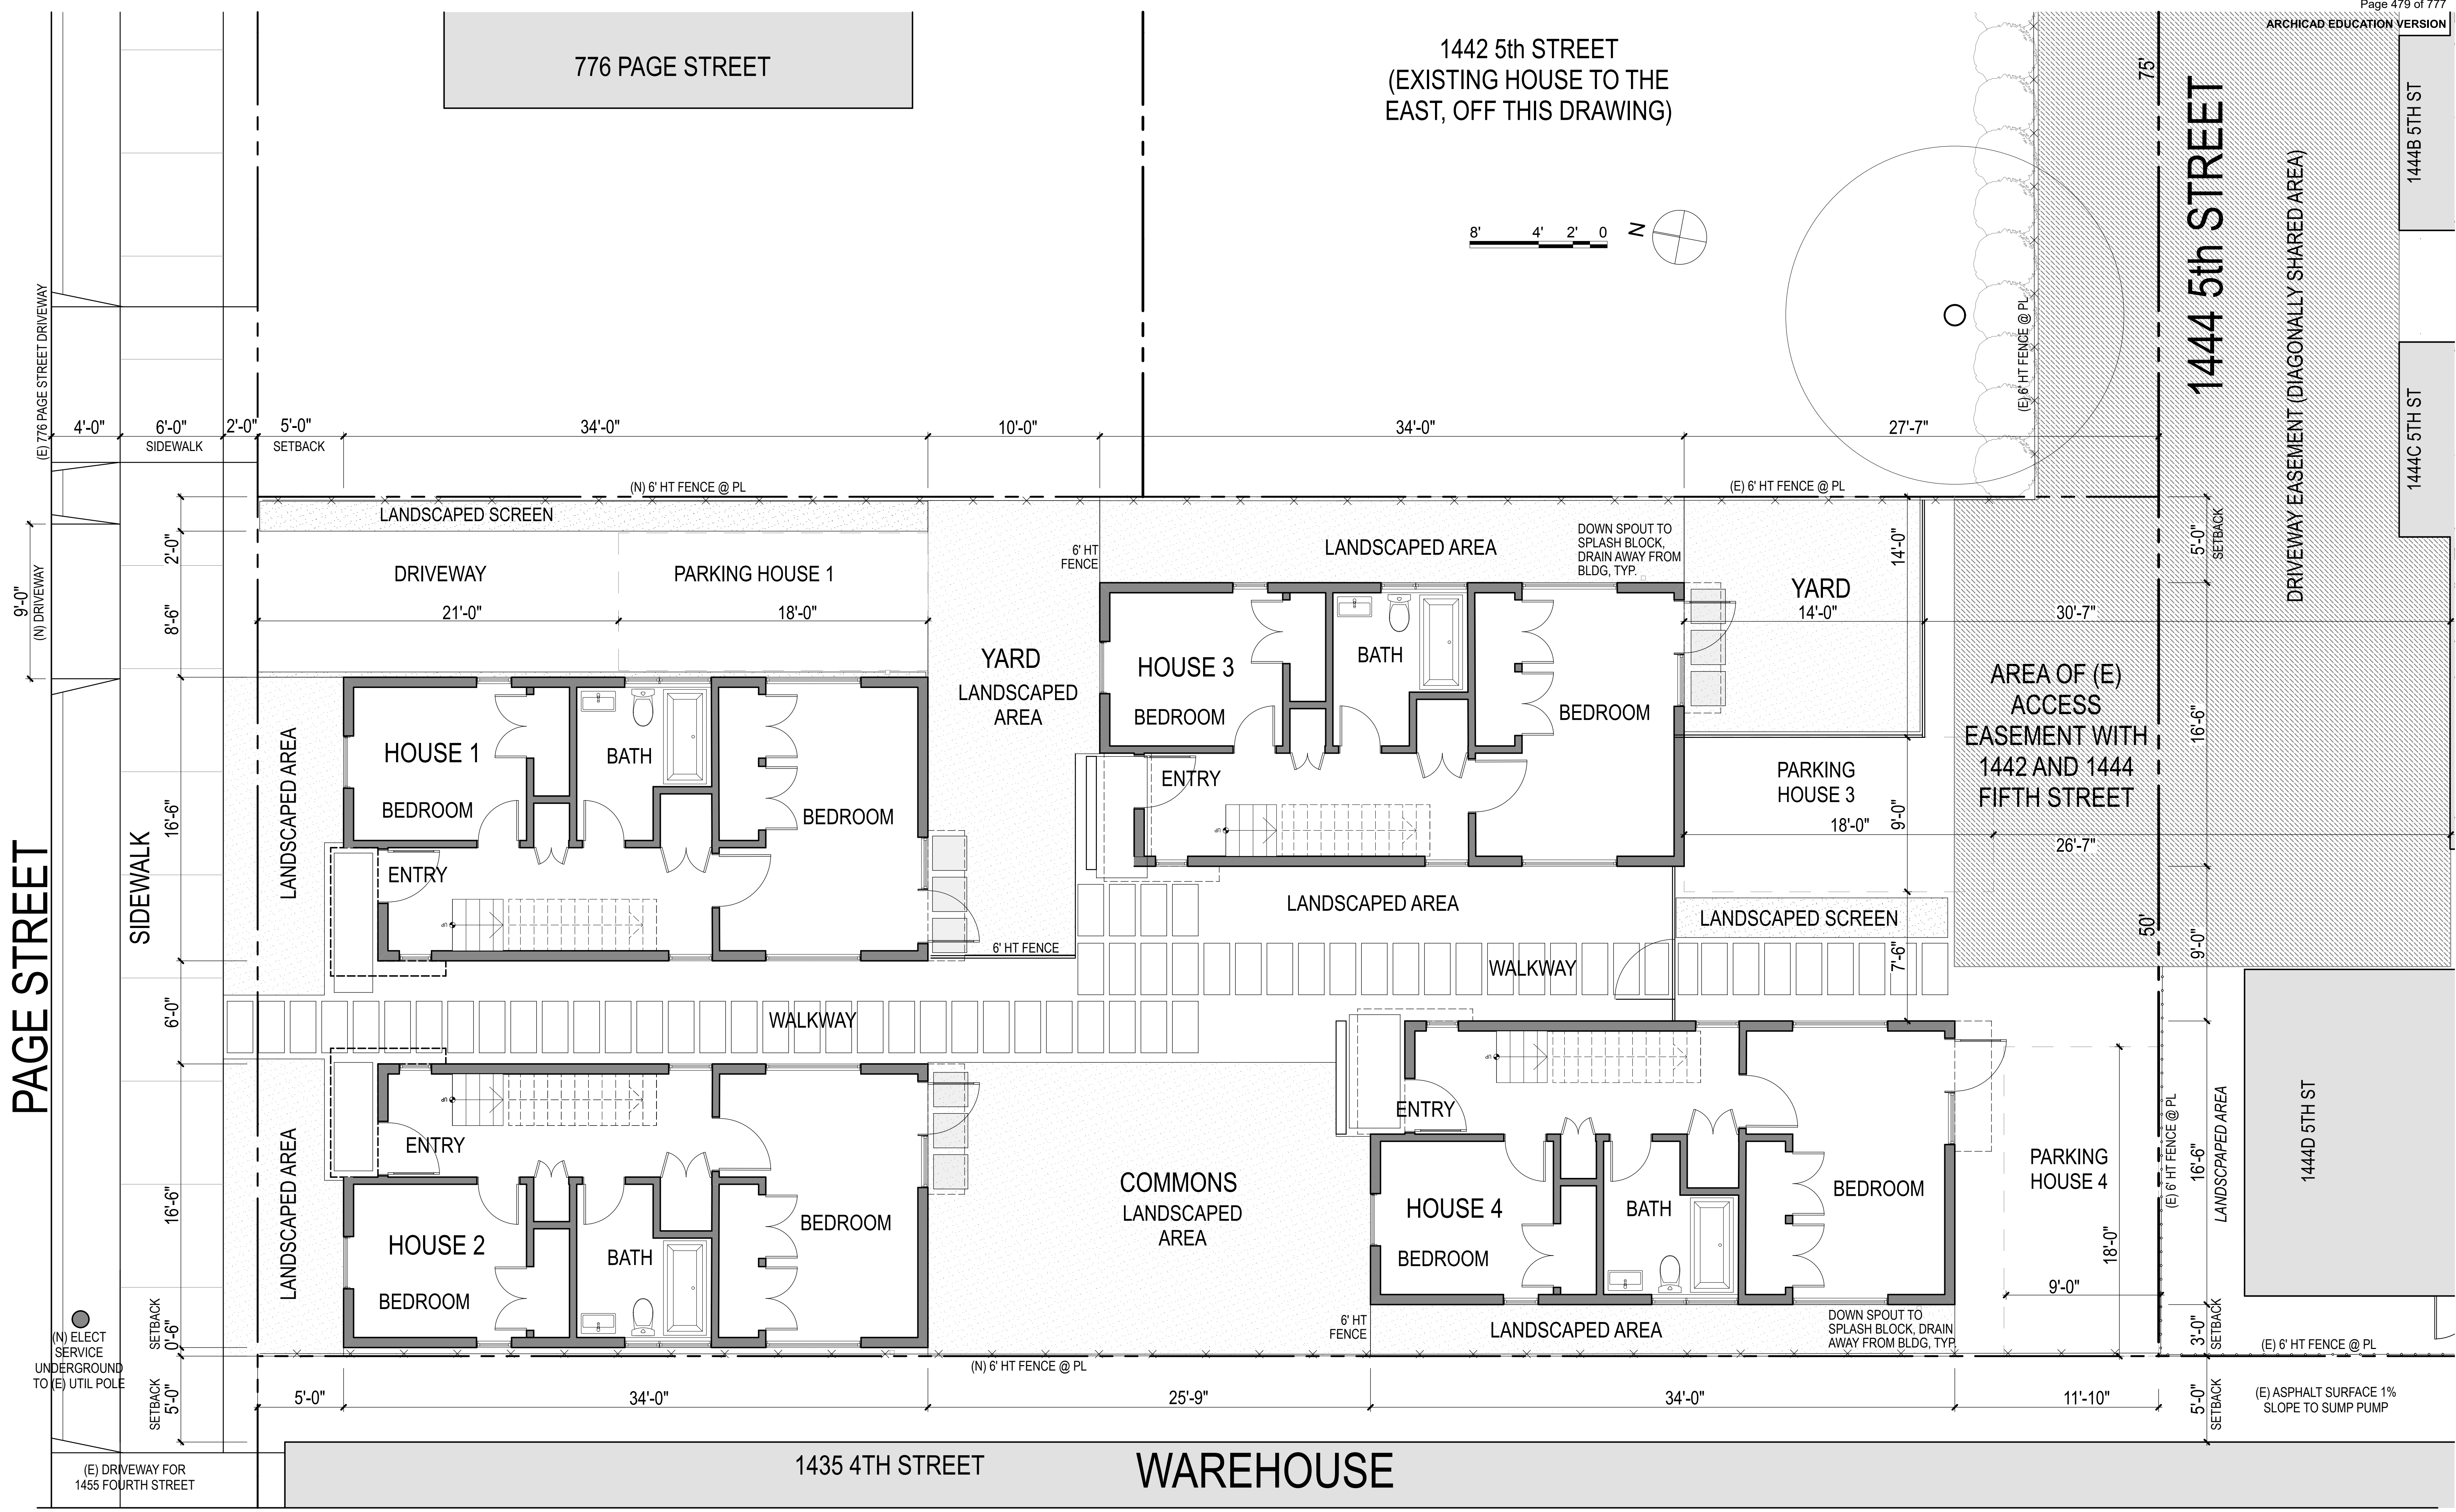 Page 479 of 777
ARCHICAD EDUCATION VERSION
776 PAGE STREET
1442 5th STREET
(EXISTING HOUSE TO THE
EAST, OFF THIS DRAWING)
75'
1444 5th STREET
1444B 5TH ST
1444C 5TH ST
DRIVEWAY EASEMENT (DIAGONALLY SHARED AREA)
8' 4' 2' 0
N
(E) 6' HT FENCE @ PL
(E) 776 PAGE STREET DRIVEWAY
4'-0" 6'-0" 2'-0" 5'-0" 34'-0" 10'-0" 34'-0" 27'-7"
SIDEWALK SETBACK
(N) 6' HT FENCE @ PL
(E) 6' HT FENCE @ PL
LANDSCAPED SCREEN
2'-0"
8'-6"
9'-0"
(N) DRIVEWAY
DRIVEWAY
PARKING HOUSE 1
21'-0" 18'-0"
6' HT
FENCE
LANDSCAPED AREA
DOWN SPOUT TO
SPLASH BLOCK,
DRAIN AWAY FROM
BLDG, TYP.
14'-0"
YARD
14'-0"
30'-7"
5'-0"
SETBACK
YARD
LANDSCAPED
AREA
HOUSE 3
BEDROOM
BATH
BEDROOM
ENTRY
AREA OF (E)
ACCESS
EASEMENT WITH
1442 AND 1444
FIFTH STREET
16'-6"
PARKING
HOUSE 3
18'-0"
9'-0"
26'-7"
PAGE STREET
SIDEWALK
LANDSCAPED AREA
16'-6"
HOUSE 1
BEDROOM
BATH
BEDROOM
ENTRY
LANDSCAPED AREA
LANDSCAPED SCREEN
6' HT FENCE
WALKWAY
7'-6"
50'
9'-0"
6'-0"
WALKWAY
LANDSCAPED AREA
16'-6"
ENTRY
HOUSE 2
BEDROOM
BATH
BEDROOM
COMMONS
LANDSCAPED
AREA
ENTRY
HOUSE 4
BEDROOM
BATH
BEDROOM
PARKING
HOUSE 4
18'-0"
9'-0"
(E) 6' HT FENCE @ PL
16'-6"
LANDSCPAPED AREA
1444D 5TH ST
(N) ELECT
SERVICE
UNDERGROUND
TO (E) UTIL POLE
SETBACK
0'-6"
SETBACK
5'-0"
6' HT
FENCE
LANDSCAPED AREA
DOWN SPOUT TO
SPLASH BLOCK, DRAIN
AWAY FROM BLDG, TYP.
3'-0"
SETBACK
(E) 6' HT FENCE @ PL
(N) 6' HT FENCE @ PL
5'-0" 34'-0" 25'-9" 34'-0" 11'-10"
5'-0"
SETBACK
(E) ASPHALT SURFACE 1%
SLOPE TO SUMP PUMP
(E) DRIVEWAY FOR
1455 FOURTH STREET
1435 4TH STREET
WAREHOUSE